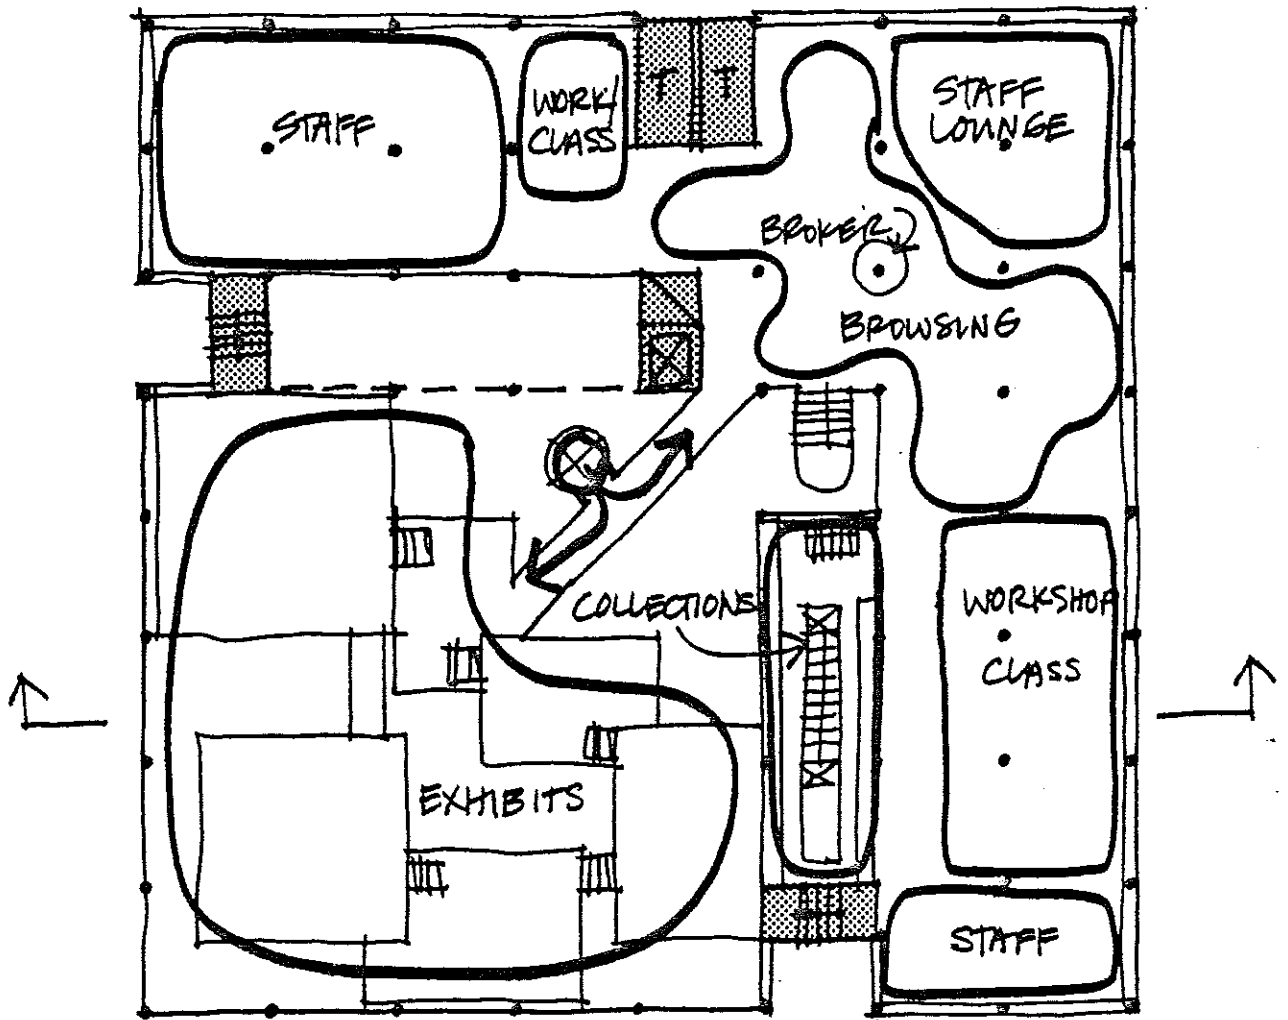 STAFF
WORK/
CLASS
T T
STAFF
LOUNGE
BROKER
BROWSING
COLLECTIONS
WORKSHOP
CLASS
EXHIBITS
STAFF